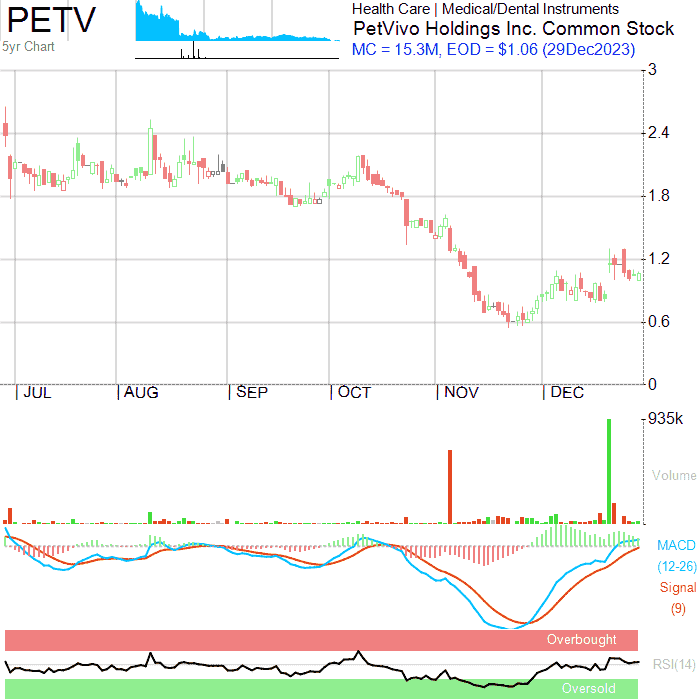 PETV
5yr Chart
Health Care | Medical/Dental Instruments
PetVivo Holdings Inc. Common Stock
MC = 15.3M, EOD = $1.06 (29Dec2023)
3
2.4
1.8
1.2
0.6
0
|JUL |AUG |SEP |OCT |NOV |DEC
935k
Volume
MACD
(12-26)
Signal
(9)
Overbought
RSI(14)
Oversold